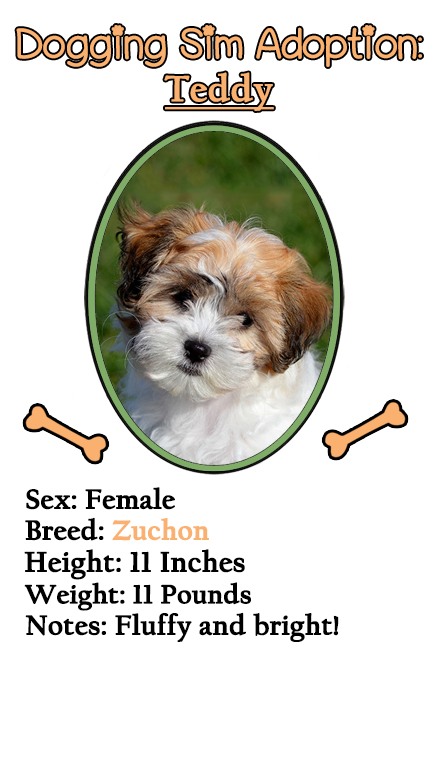 Dogging Sim Adoption:
Teddy
Sex: Female
Breed: Zuchon
Height: 11 Inches
Weight: 11 Pounds
Notes: Fluffy and bright!